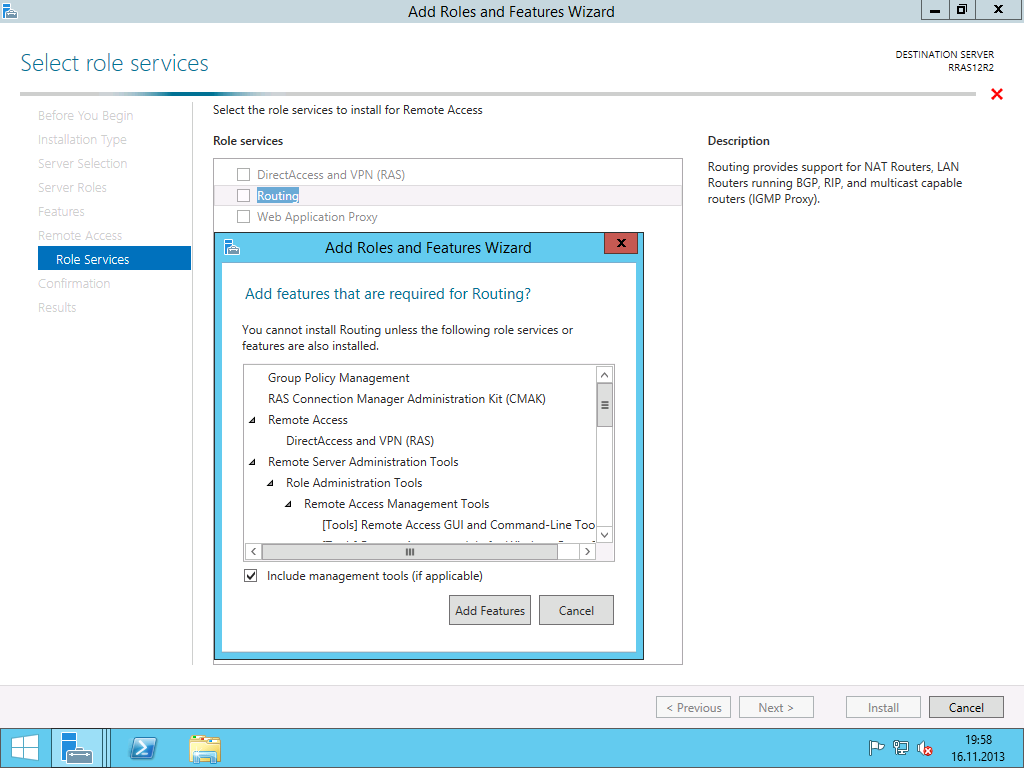 Add Roles and Features Wizard
Select role services
DESTINATION SERVER
RRAS12R2
Before You Begin
Installation Type
Server Selection
Server Roles
Features
Remote Access
Role Services
Confirmation
Results
Select the role services to install for Remote Access
Role services
DirectAccess and VPN (RAS)
Routing
Web Application Proxy
Description
Routing provides support for NAT Routers, LAN
Routers running BGP, RIP, and multicast capable
routers (IGMP Proxy).
Add Roles and Features Wizard
Add features that are required for Routing?
You cannot install Routing unless the following role services or
features are also installed.
Group Policy Management
RAS Connection Manager Administration Kit (CMAK)
Remote Access
DirectAccess and VPN (RAS)
Remote Server Administration Tools
Role Administration Tools
Remote Access Management Tools
[Tools] Remote Access GUI and Command-Line Too
Include management tools (if applicable)
Add Features
Cancel
< Previous
Next >
Install
Cancel
19:58
16.11.2013